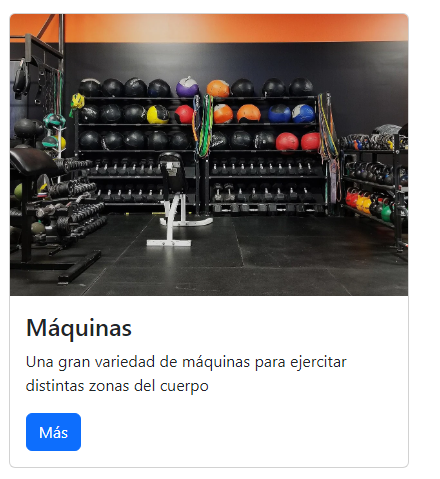 Máquinas
Una gran variedad de máquinas para ejercitar
distintas zonas del cuerpo
Más